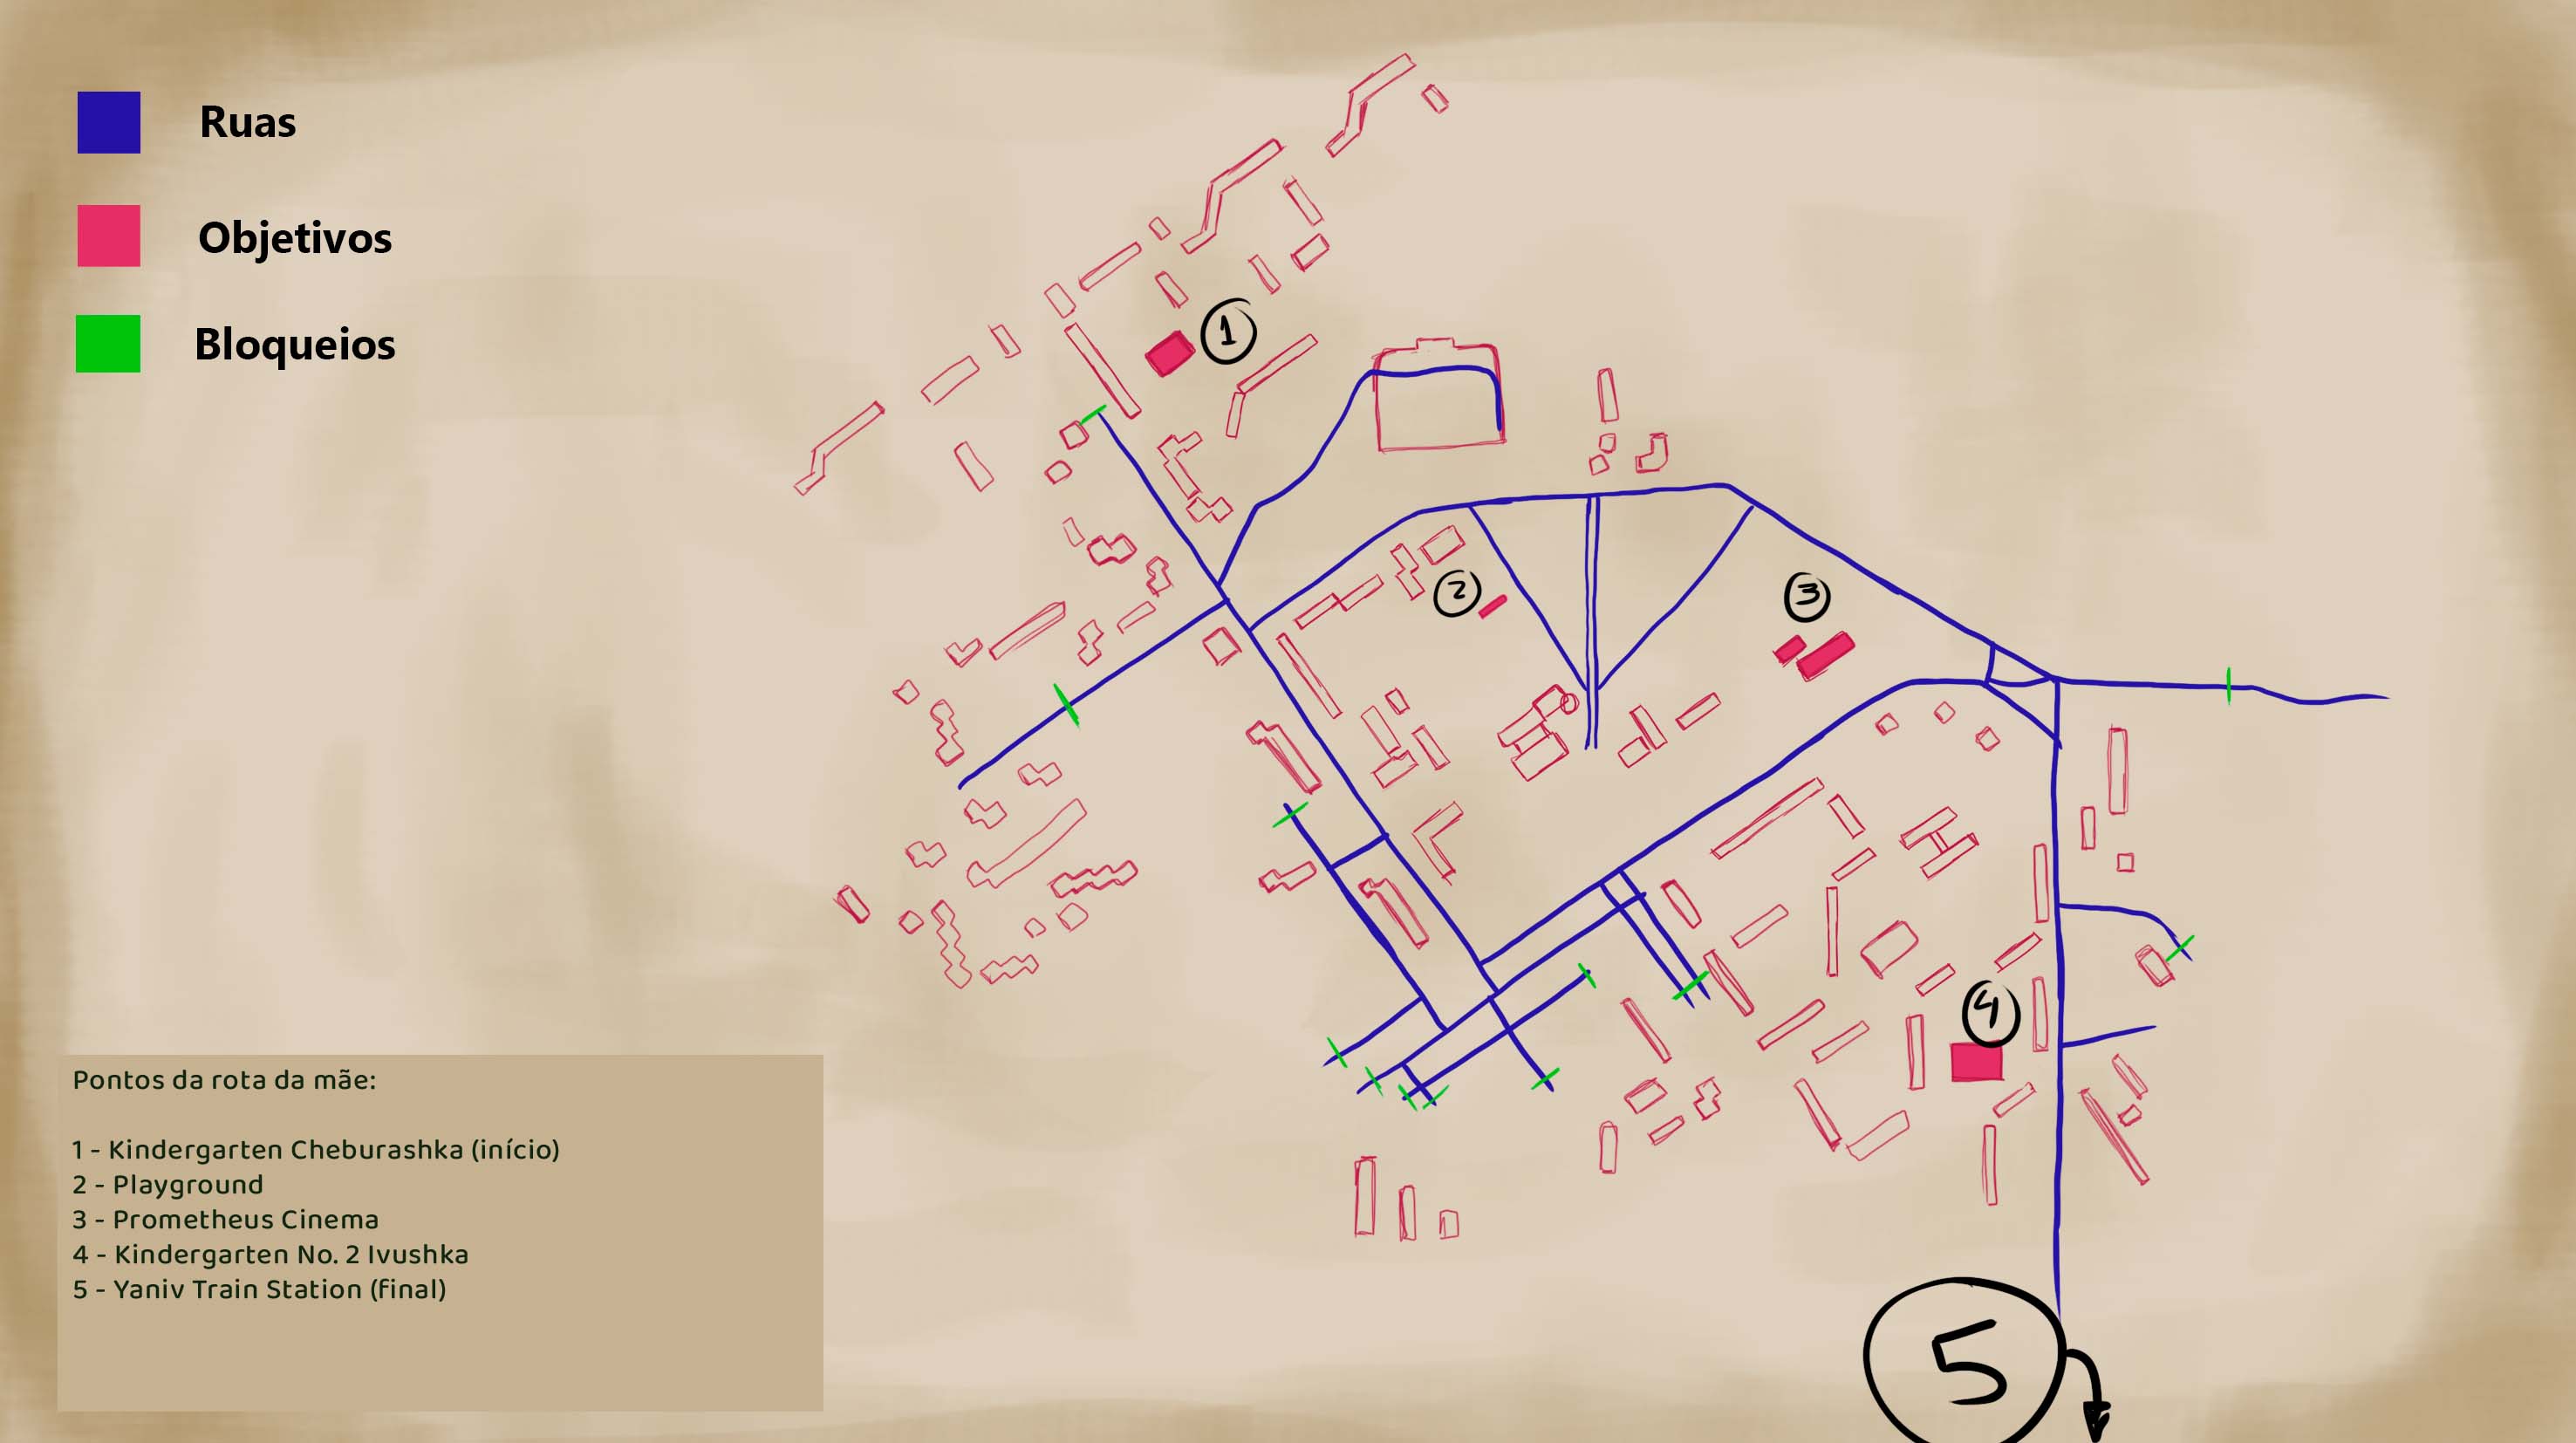 Ruas
Objetivos
Bloqueios
1
2
3
4
5
Pontos da rota da mãe:
1 - Kindergarten Cheburashka (início)
2 - Playground
3 - Prometheus Cinema
4 - Kindergarten No. 2 Ivushka
5 - Yaniv Train Station (final)